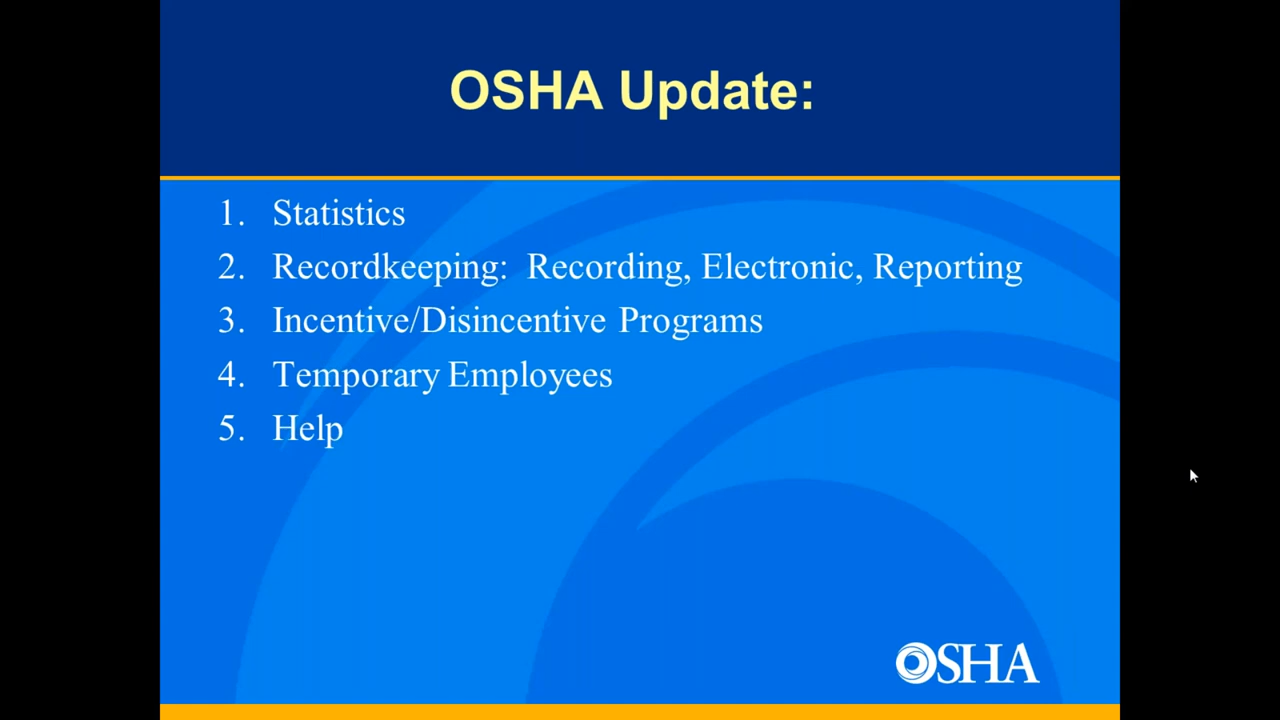 OSHA Update:
1. Statistics
2. Recordkeeping:  Recording, Electronic, Reporting
3. Incentive/Disincentive Programs
4. Temporary Employees
5. Help
OSHA